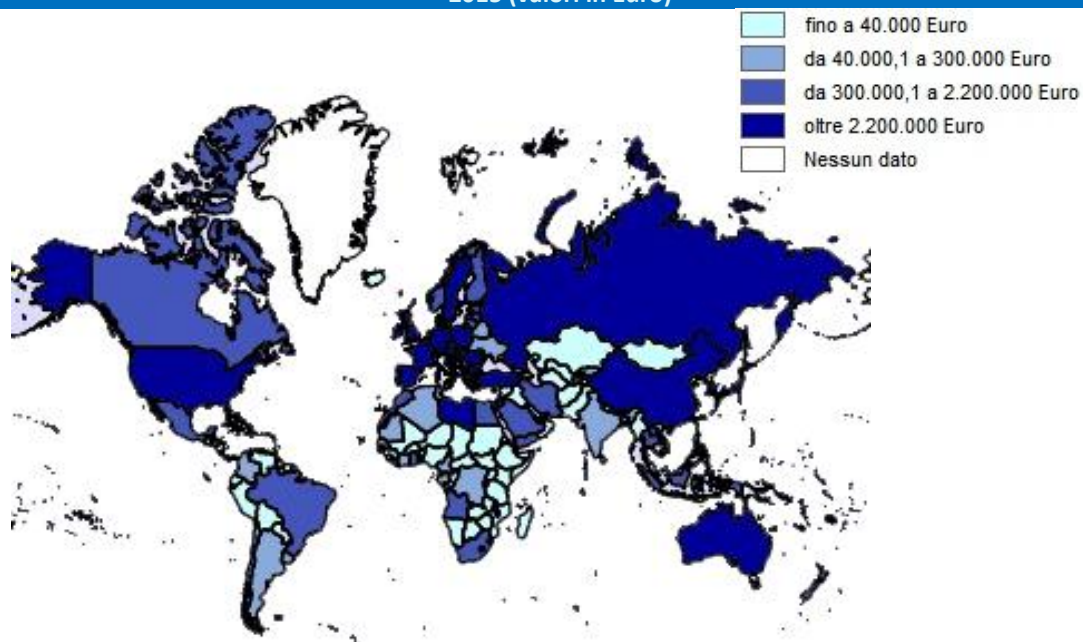 fino a 40.000 Euro
da 40.000,1 a 300.000 Euro
da 300.000,1 a 2.200.000 Euro
oltre 2.200.000 Euro
Nessun dato